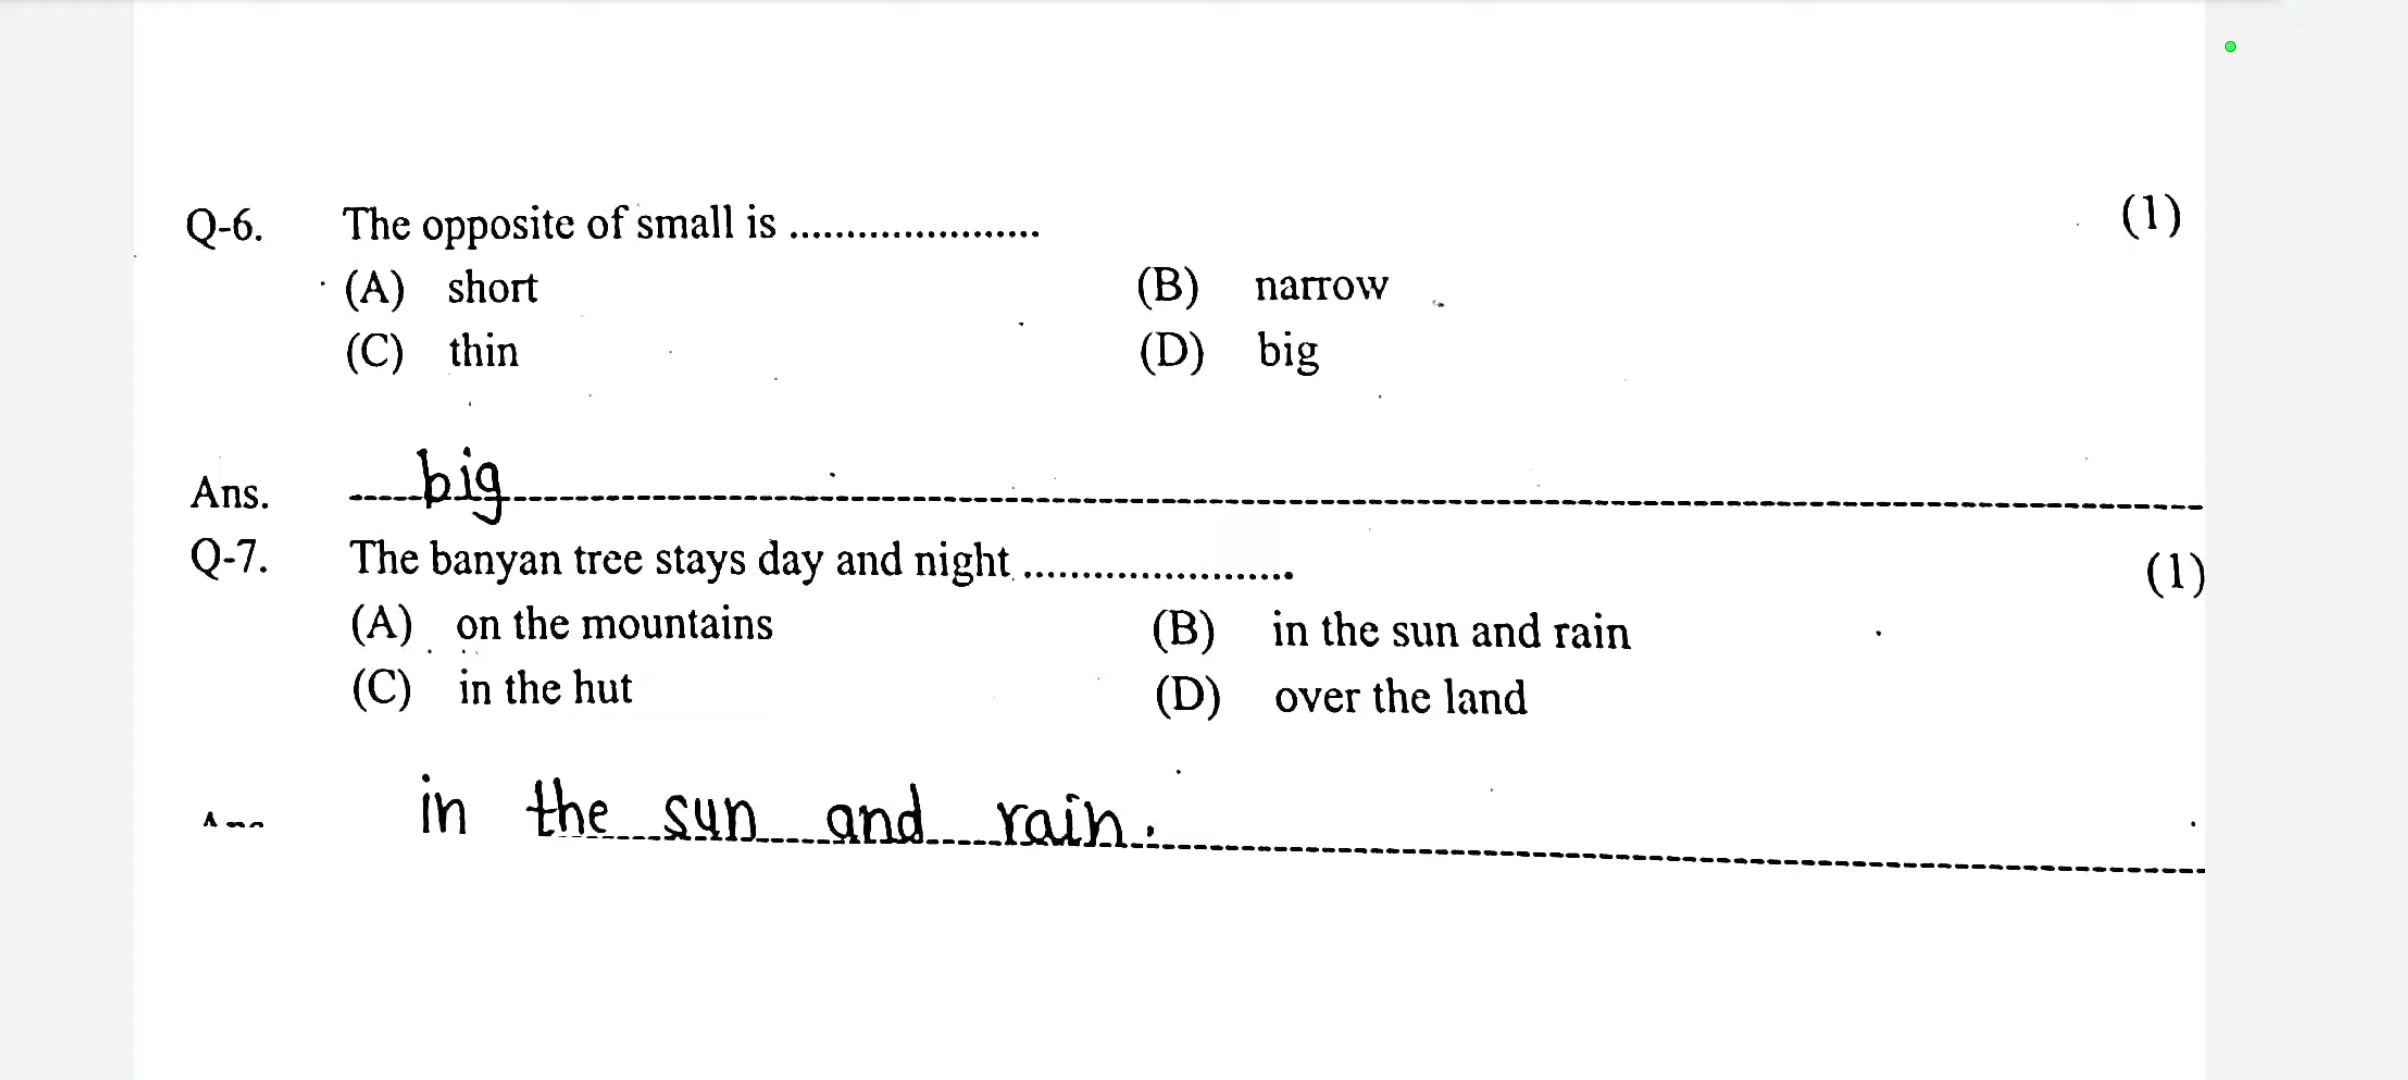 Q-6. The opposite of small is ...................... (1)
(A) short (B) narrow
(C) thin (D) big
Ans. big
Q-7. The banyan tree stays day and night ........................ (1)
(A) on the mountains (B) in the sun and rain
(C) in the hut (D) over the land
in the sun and rain.